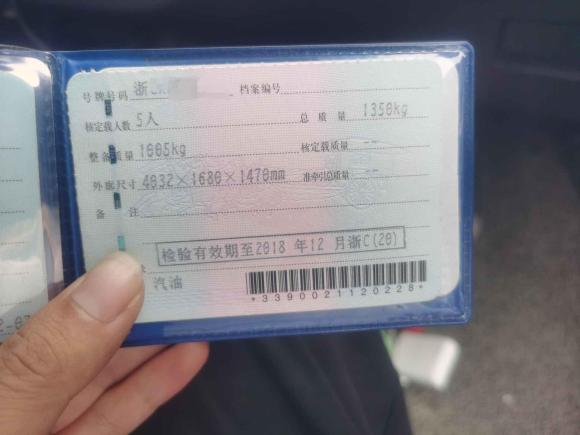 号牌号码 浙 档案编号
核定载人数 5人 总质量 1350kg
整备质量 1005kg 核定载质量 --
外廓尺寸 4032×1680×1470mm 准牵引总质量 --
备注
检验有效期至2018 年12 月浙C(20)
汽油
*3390021120228*